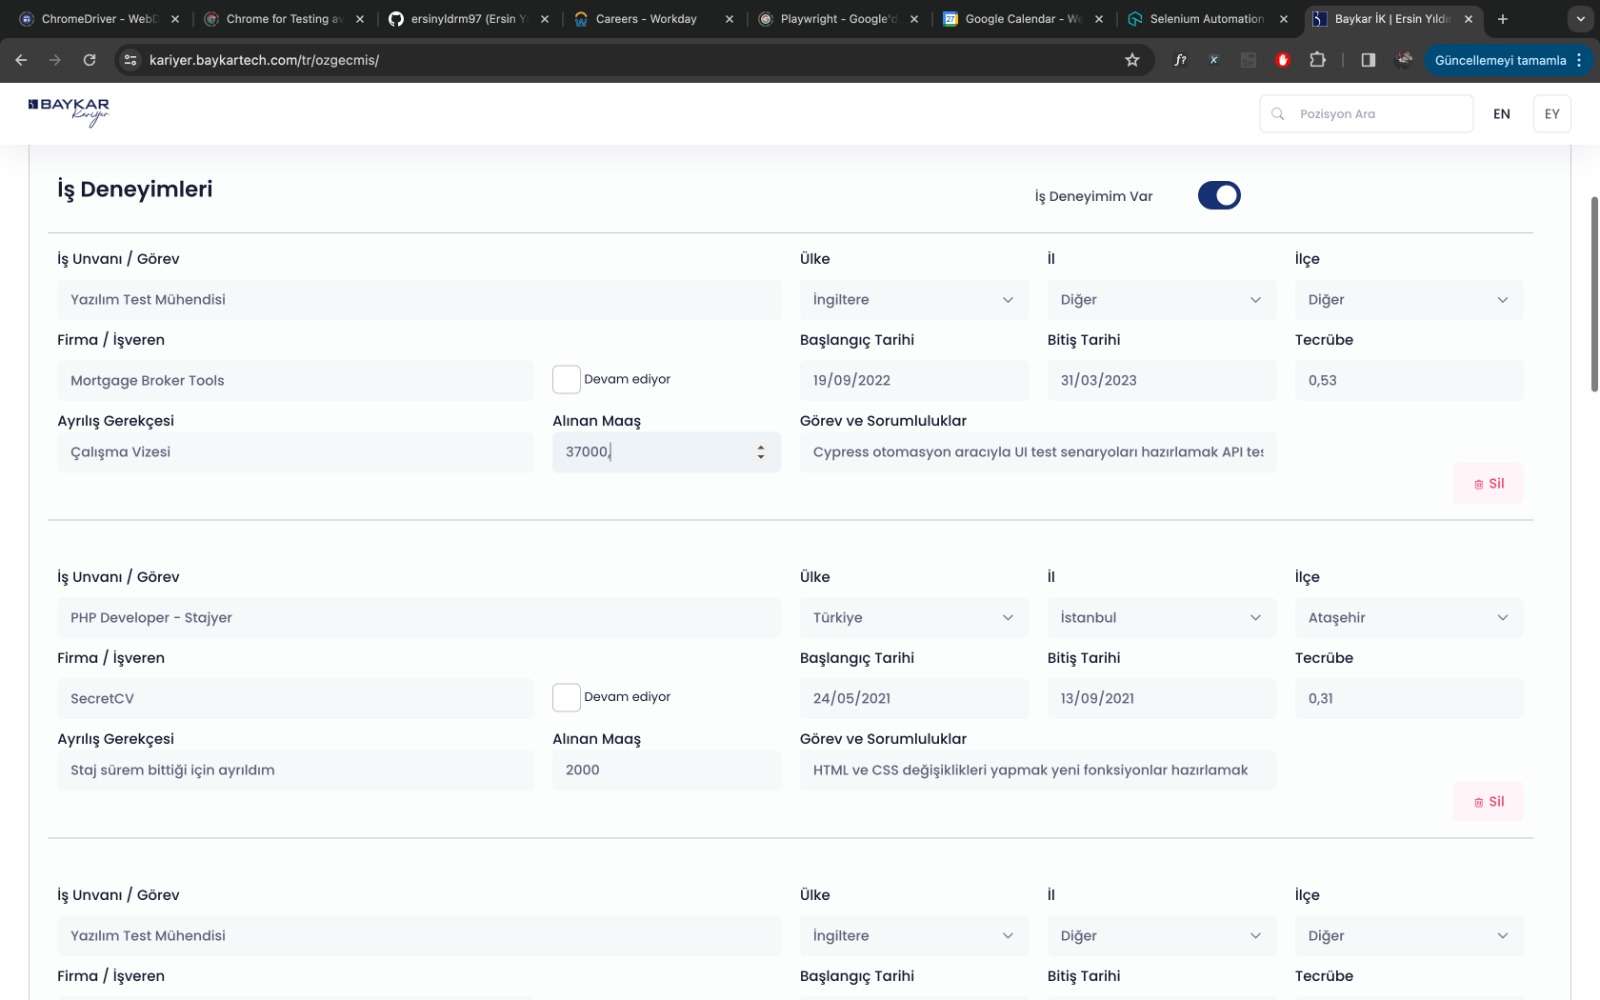 ChromeDriver - WebD
Chrome for Testing av
ersinyldrm97 (Ersin Y
Careers - Workday
Playwright - Google'd
Google Calendar - We
Selenium Automation
Baykar İK | Ersin Yıldır
kariyer.baykartech.com/tr/ozgecmis/
Güncellemeyi tamamla
BAYKAR
Kariyer
Pozisyon Ara
EN
EY
İş Deneyimleri
İş Deneyimim Var
İş Unvanı / Görev Ülke İl İlçe
Yazılım Test Mühendisi İngiltere Diğer Diğer
Firma / İşveren Başlangıç Tarihi Bitiş Tarihi Tecrübe
Mortgage Broker Tools Devam ediyor 19/09/2022 31/03/2023 0,53
Ayrılış Gerekçesi Alınan Maaş Görev ve Sorumluluklar
Çalışma Vizesi 37000, Cypress otomasyon aracıyla UI test senaryoları hazırlamak API tes
Sil
İş Unvanı / Görev Ülke İl İlçe
PHP Developer - Stajyer Türkiye İstanbul Ataşehir
Firma / İşveren Başlangıç Tarihi Bitiş Tarihi Tecrübe
SecretCV Devam ediyor 24/05/2021 13/09/2021 0,31
Ayrılış Gerekçesi Alınan Maaş Görev ve Sorumluluklar
Staj sürem bittiği için ayrıldım 2000 HTML ve CSS değişiklikleri yapmak yeni fonksiyonlar hazırlamak
Sil
İş Unvanı / Görev Ülke İl İlçe
Yazılım Test Mühendisi İngiltere Diğer Diğer
Firma / İşveren Başlangıç Tarihi Bitiş Tarihi Tecrübe